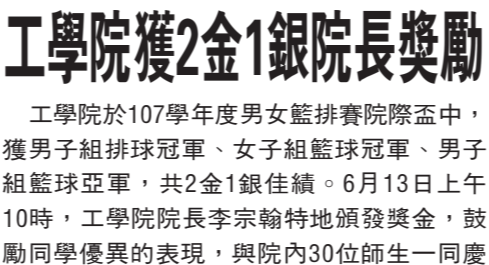 工學院獲2金1銀院長獎勵
工學院於107學年度男女籃排賽院際盃中，
獲男子組排球冠軍、女子組籃球冠軍、男子
組籃球亞軍，共2金1銀佳績。6月13日上午
10時，工學院院長李宗翰特地頒發獎金，鼓
勵同學優異的表現，與院內30位師生一同慶